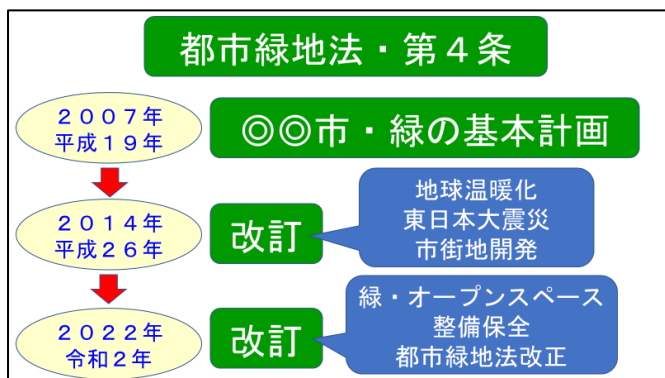 都市緑地法・第４条
２００７年
平成１９年
◎◎市・緑の基本計画
２０１４年
平成２６年
改訂
地球温暖化
東日本大震災
市街地開発
２０２２年
令和２年
改訂
緑・オープンスペース
整備保全
都市緑地法改正